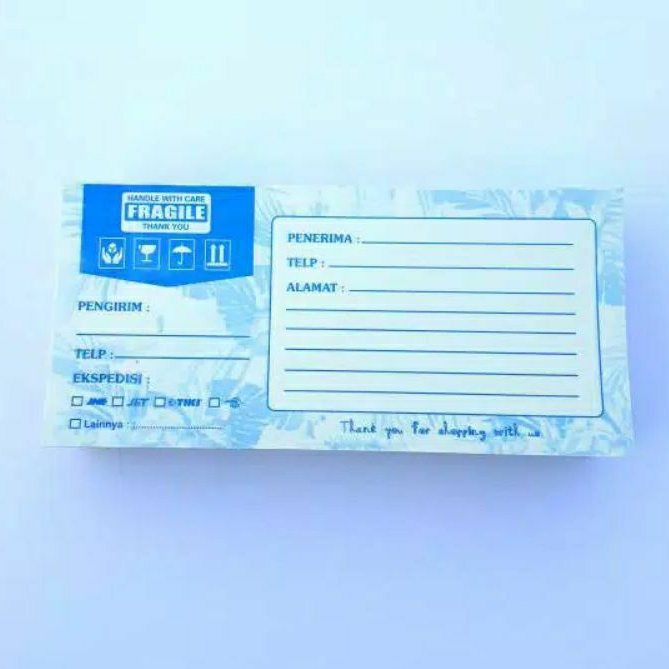 HANDLE WITH CARE
FRAGILE
THANK YOU
PENGIRIM :
TELP :
EKSPEDISI :
JNE J&T TIKI
Lainnya :
PENERIMA :
TELP :
ALAMAT :
Thank you for shopping with us